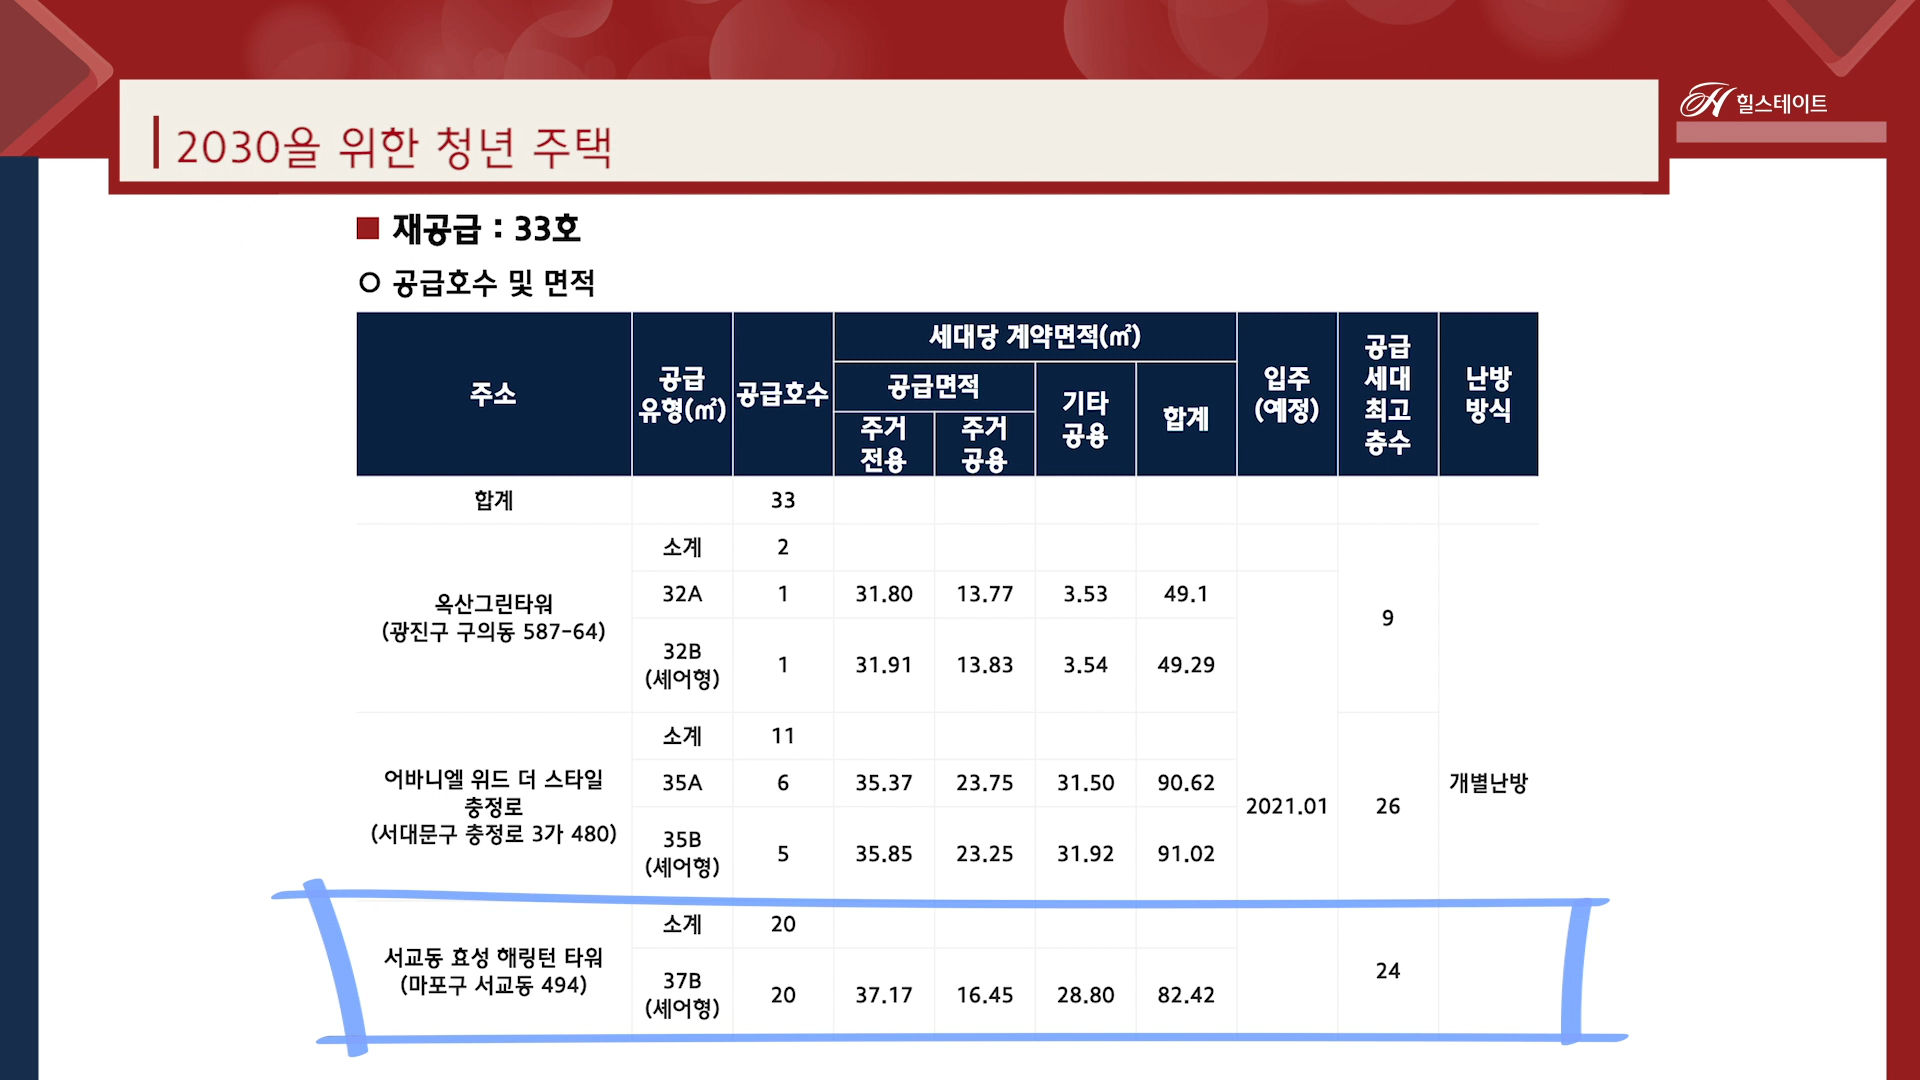 2030을 위한 청년 주택
H 힐스테이트
■ 재공급 : 33호
○ 공급호수 및 면적
주소
공급
유형(㎡)
공급호수
세대당 계약면적(㎡)
공급면적
주거
전용
주거
공용
기타
공용
합계
입주
(예정)
공급
세대
최고
층수
난방
방식
합계 33
옥산그린타워
(광진구 구의동 587-64)
소계 2
32A 1 31.80 13.77 3.53 49.1
32B
(셰어형)
1 31.91 13.83 3.54 49.29
9
어바니엘 위드 더 스타일
충정로
(서대문구 충정로 3가 480)
소계 11
35A 6 35.37 23.75 31.50 90.62
35B
(셰어형)
5 35.85 23.25 31.92 91.02
2021.01
26
개별난방
서교동 효성 해링턴 타워
(마포구 서교동 494)
소계 20
37B
(셰어형)
20 37.17 16.45 28.80 82.42
24